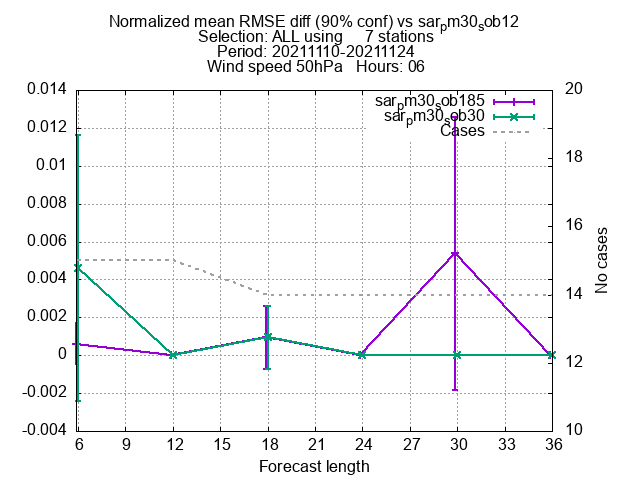 Normalized mean RMSE diff (90% conf) vs sarpm30sob12
Selection: ALL using 7 stations
Period: 20211110-20211124
Wind speed 50hPa Hours: 06
sarpm30sob185
sarpm30sob30
Cases
0.014
0.012
0.01
0.008
0.006
0.004
0.002
0
-0.002
-0.004
20
18
16
14
12
10
No cases
6 9 12 15 18 21 24 27 30 33 36
Forecast length